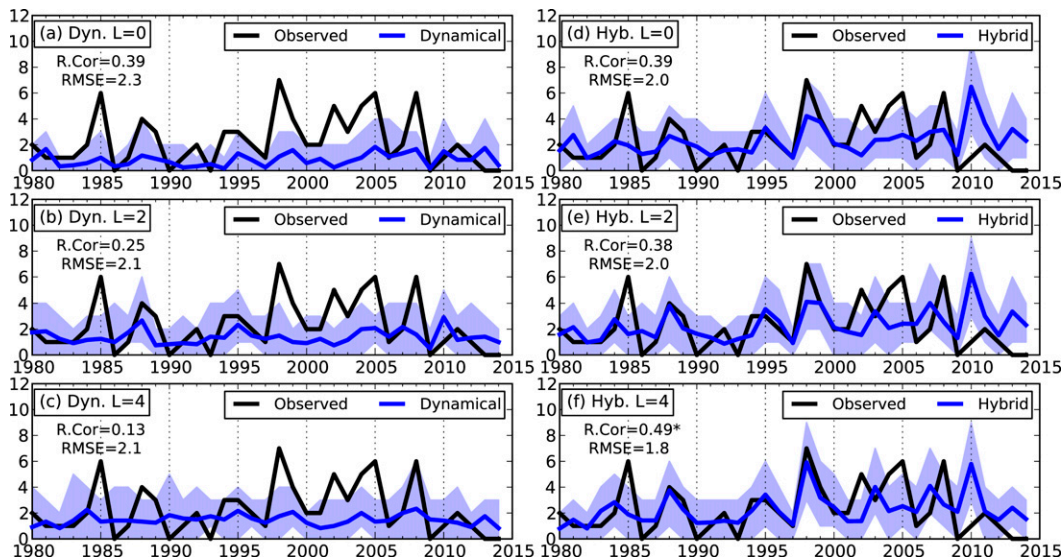 (a) Dyn. L=0
Observed
Dynamical
R.Cor=0.39
RMSE=2.3
12
10
8
6
4
2
0
1980 1985 1990 1995 2000 2005 2010 2015
(b) Dyn. L=2
Observed
Dynamical
R.Cor=0.25
RMSE=2.1
12
10
8
6
4
2
0
1980 1985 1990 1995 2000 2005 2010 2015
(c) Dyn. L=4
Observed
Dynamical
R.Cor=0.13
RMSE=2.1
12
10
8
6
4
2
0
1980 1985 1990 1995 2000 2005 2010 2015
(d) Hyb. L=0
Observed
Hybrid
R.Cor=0.39
RMSE=2.0
12
10
8
6
4
2
0
1980 1985 1990 1995 2000 2005 2010 2015
(e) Hyb. L=2
Observed
Hybrid
R.Cor=0.38
RMSE=2.0
12
10
8
6
4
2
0
1980 1985 1990 1995 2000 2005 2010 2015
(f) Hyb. L=4
Observed
Hybrid
R.Cor=0.49*
RMSE=1.8
12
10
8
6
4
2
0
1980 1985 1990 1995 2000 2005 2010 2015